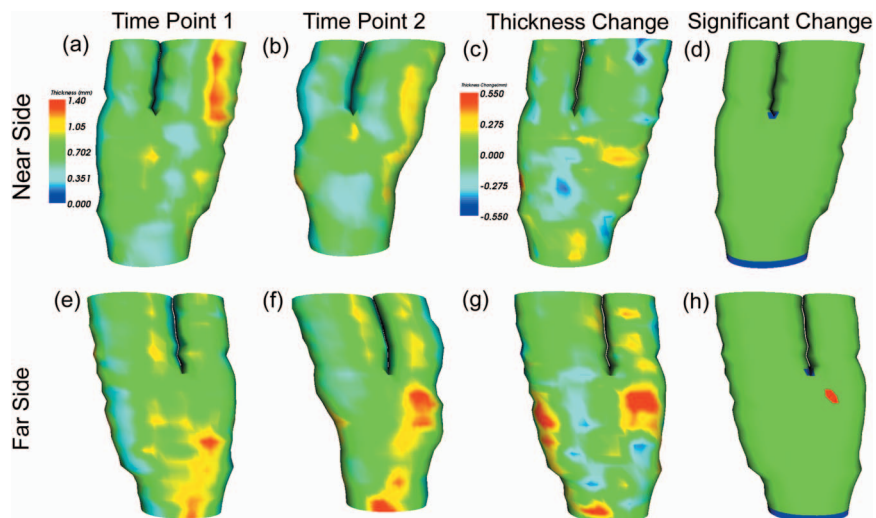 Time Point 1 Time Point 2 Thickness Change Significant Change
Near Side
(a) (b) (c) (d)
Thickness (mm)
1.40
1.05
0.702
0.351
0.000
Thickness Change(mm)
0.550
0.275
0.000
-0.275
-0.550
Far Side
(e) (f) (g) (h)